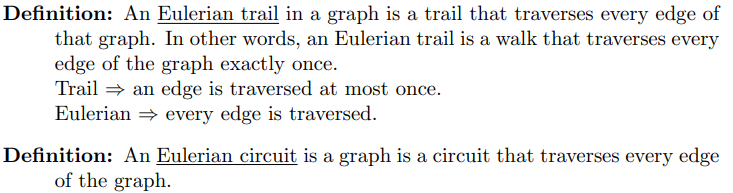 Definition: An Eulerian trail in a graph is a trail that traverses every edge of
that graph. In other words, an Eulerian trail is a walk that traverses every
edge of the graph exactly once.
Trail ⇒ an edge is traversed at most once.
Eulerian ⇒ every edge is traversed.
Definition: An Eulerian circuit is a graph is a circuit that traverses every edge
of the graph.